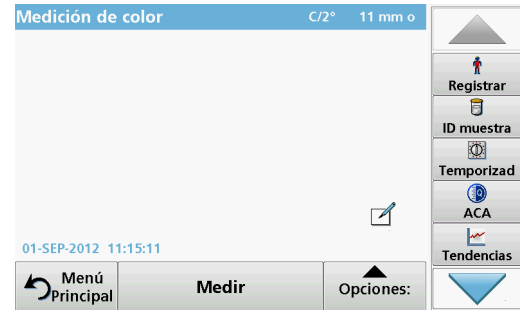 Medición de color C/2° 11 mm o
Registrar
ID muestra
Temporizad
ACA
Tendencias
01-SEP-2012 11:15:11
Menú
Principal
Medir
Opciones: